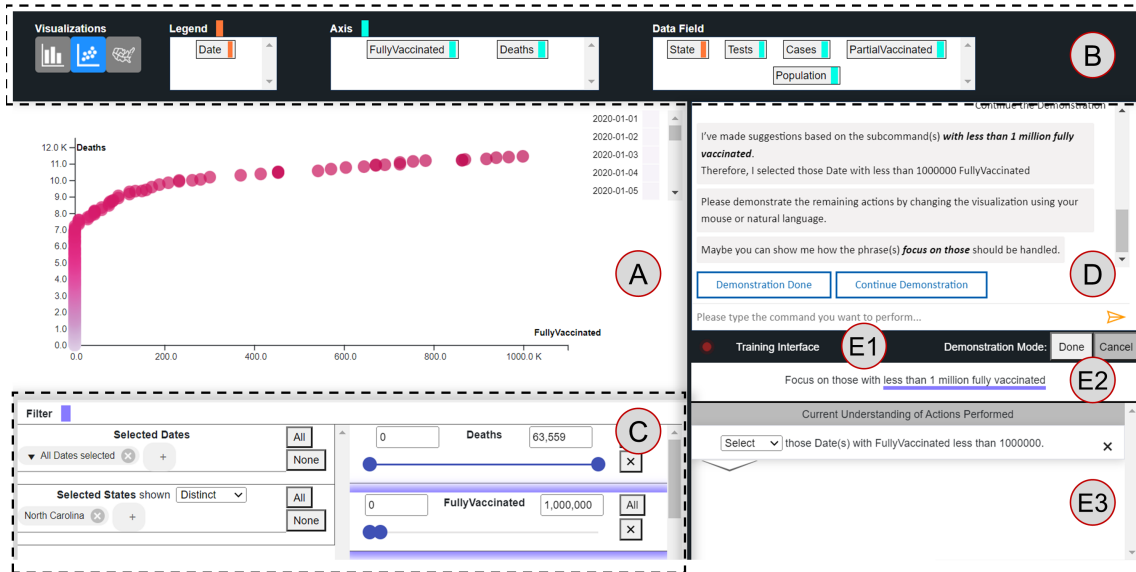 Visualizations
Legend
Axis
Data Field
Date
FullyVaccinated
Deaths
State
Tests
Cases
PartialVaccinated
Population
B
12.0 K
Deaths
11.0
10.0
9.0
8.0
7.0
6.0
5.0
4.0
3.0
2.0
1.0
0.0
0.0
200.0
400.0
600.0
800.0
1000.0 K
FullyVaccinated
2020-01-01
2020-01-02
2020-01-03
2020-01-04
2020-01-05
A
Continue the Demonstration
I've made suggestions based on the subcommand(s) with less than 1 million fully
vaccinated.
Therefore, I selected those Date with less than 1000000 FullyVaccinated
Please demonstrate the remaining actions by changing the visualization using your
mouse or natural language.
Maybe you can show me how the phrase(s) focus on those should be handled.
D
Demonstration Done
Continue Demonstration
Please type the command you want to perform...
Training Interface
E1
Demonstration Mode:
Done
Cancel
Focus on those with less than 1 million fully vaccinated
E2
Current Understanding of Actions Performed
Select those Date(s) with FullyVaccinated less than 1000000.
E3
Filter
C
Selected Dates
All
All Dates selected
+
None
Selected States shown Distinct
All
North Carolina
+
None
0
Deaths
63,559
0
FullyVaccinated
1,000,000
All